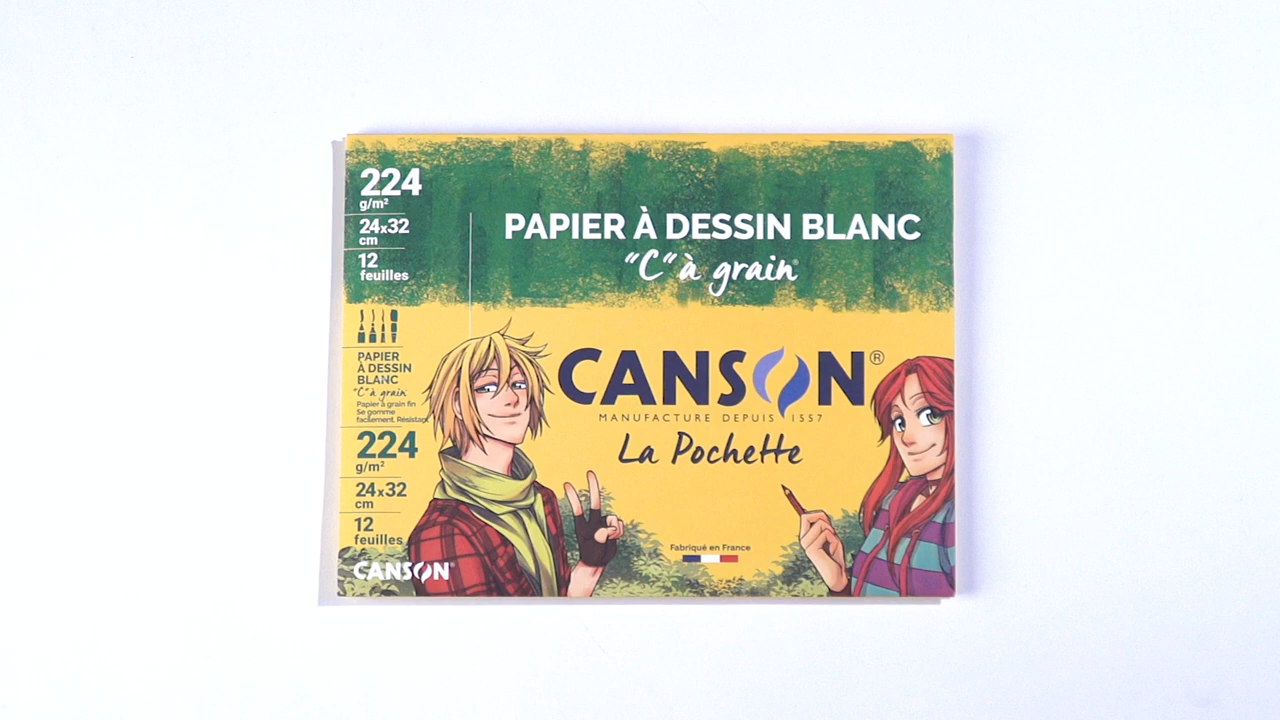 224
g/m²
24x32
cm
12
feuilles
PAPIER À DESSIN BLANC
"C" à grain®
PAPIER
À DESSIN
BLANC
"C" à grain
Papier à grain fin
Se gomme
facilement. Résistant
224
g/m²
24x32
cm
12
feuilles
CANSON®
CANSON®
MANUFACTURE DEPUIS 1557
La Pochette
Fabriqué en France